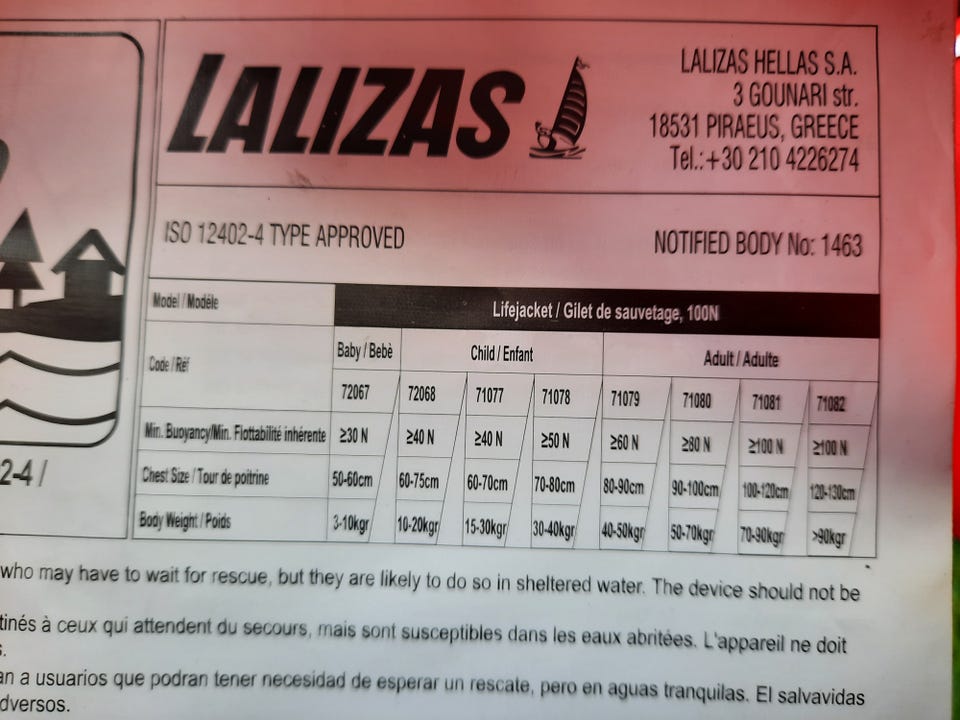 LALIZAS
LALIZAS HELLAS S.A.
3 GOUNARI str.
18531 PIRAEUS, GREECE
Tel.:+30 210 4226274
ISO 12402-4 TYPE APPROVED
NOTIFIED BODY No: 1463
Model / Modéle Lifejacket / Gilet de sauvetage, 100N
Code / Réf Baby / Bebè Child / Enfant Adult / Adulte
72067 72068 71077 71078 71079 71080 71081 71082
Min. Buoyancy/Min. Flottabilité inhérente ≥30 N ≥40 N ≥40 N ≥50 N ≥60 N ≥80 N ≥100 N ≥100 N
Chest Size / Tour de poitrine 50-60cm 60-75cm 60-70cm 70-80cm 80-90cm 90-100cm 100-120cm 120-130cm
Body Weight / Poids 3-10kgr 10-20kgr 15-30kgr 30-40kgr 40-50kgr 50-70kgr 70-90kgr >90kgr
2-4 /
who may have to wait for rescue, but they are likely to do so in sheltered water. The device should not be
tinés à ceux qui attendent du secours, mais sont susceptibles dans les eaux abritées. L'appareil ne doit
s.
an a usuarios que podran tener necesidad de esperar un rescate, pero en aguas tranquilas. El salvavidas
dversos.